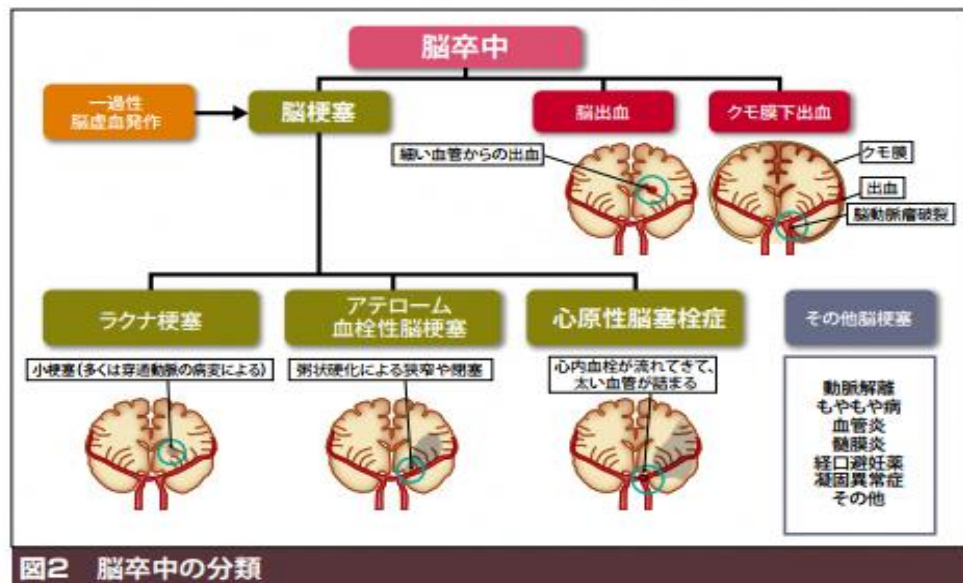 脳卒中
一過性
脳虚血発作
脳梗塞
脳出血
クモ膜下出血
細い血管からの出血
クモ膜
出血
脳動脈瘤破裂
ラクナ梗塞
アテローム
血栓性脳梗塞
心原性脳塞栓症
その他脳梗塞
小梗塞(多くは穿通動脈の病変による)
粥状硬化による狭窄や閉塞
心内血栓が流れてきて、
太い血管が詰まる
動脈解離
もやもや病
血管炎
髄膜炎
経口避妊薬
凝固異常症
その他
図2 脳卒中の分類